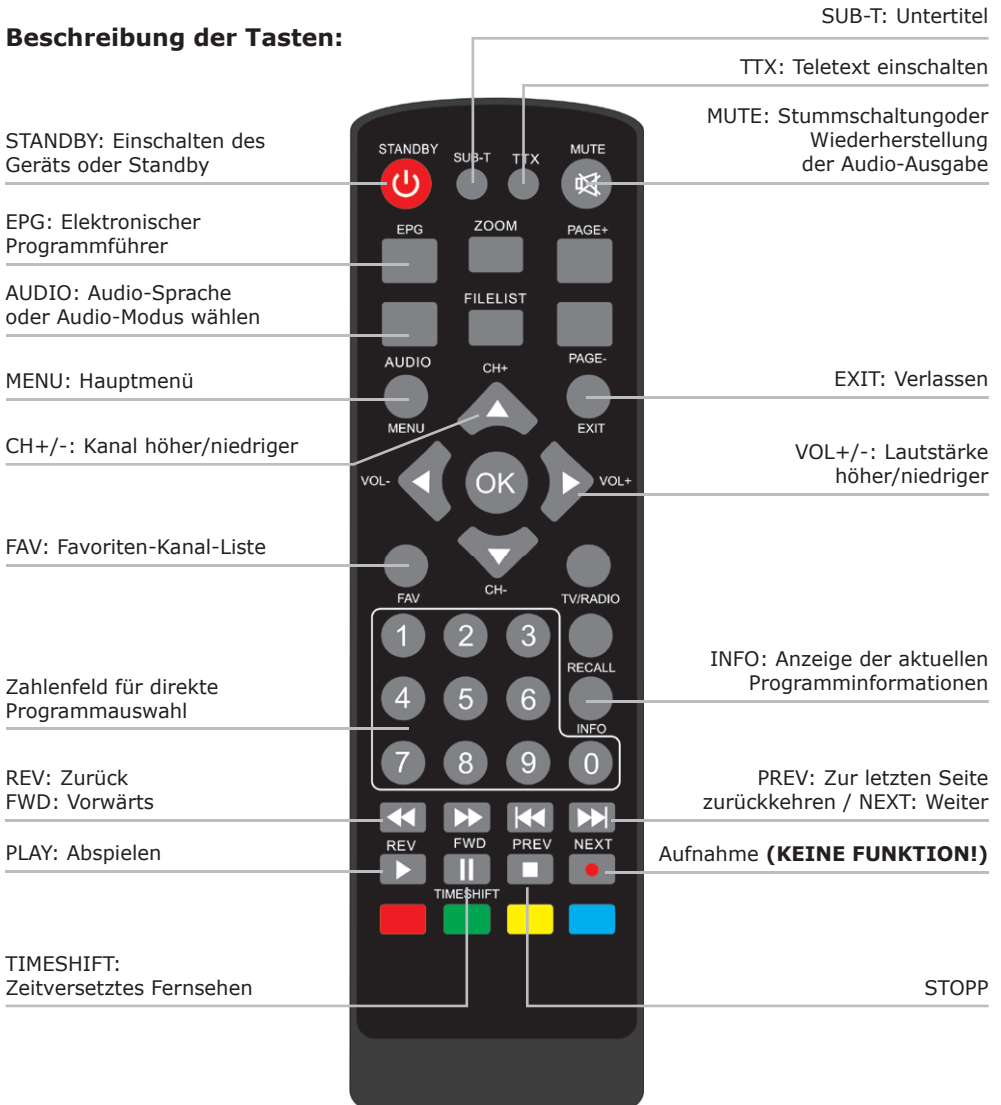 Beschreibung der Tasten:
SUB-T: Untertitel
TTX: Teletext einschalten
MUTE: Stummschaltungoder
Wiederherstellung
der Audio-Ausgabe
STANDBY: Einschalten des
Geräts oder Standby
EPG: Elektronischer
Programmführer
AUDIO: Audio-Sprache
oder Audio-Modus wählen
MENU: Hauptmenü
CH+/-: Kanal höher/niedriger
FAV: Favoriten-Kanal-Liste
Zahlenfeld für direkte
Programmauswahl
REV: Zurück
FWD: Vorwärts
PLAY: Abspielen
TIMESHIFT:
Zeitversetztes Fernsehen
STANDBY SUB-T TTX MUTE
EPG ZOOM PAGE+
FILELIST
AUDIO CH+ PAGE-
MENU EXIT
VOL- OK VOL+
FAV CH- TV/RADIO
1 2 3
RECALL
4 5 6
INFO
7 8 9 0
REV FWD PREV NEXT
TIMESHIFT
EXIT: Verlassen
VOL+/-: Lautstärke
höher/niedriger
INFO: Anzeige der aktuellen
Programminformationen
PREV: Zur letzten Seite
zurückkehren / NEXT: Weiter
Aufnahme (KEINE FUNKTION!)
STOPP